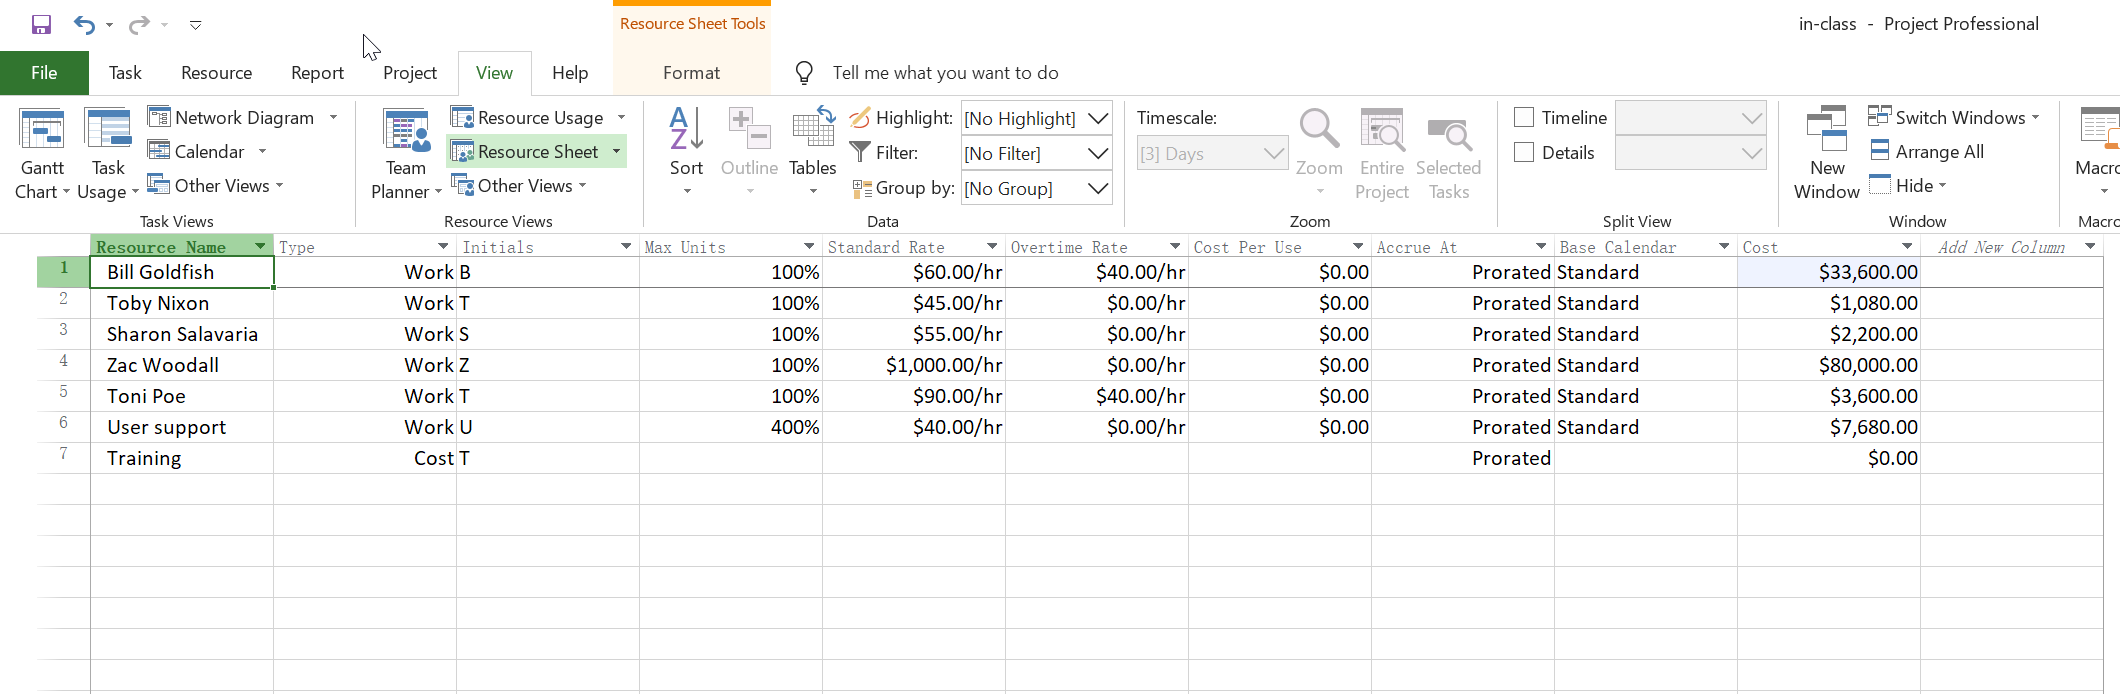 Resource Sheet Tools
in-class - Project Professional
File Task Resource Report Project View Help Format Tell me what you want to do
Gantt Chart
Task Usage
Network Diagram
Calendar
Other Views
Task Views
Team Planner
Resource Usage
Resource Sheet
Other Views
Resource Views
Sort
Outline
Tables
Highlight: [No Highlight]
Filter: [No Filter]
Group by: [No Group]
Data
Timescale:
[3] Days
Zoom
Entire Project
Selected Tasks
Zoom
Timeline
Details
Split View
New Window
Switch Windows
Arrange All
Hide
Window
Macro
Macro
Resource Name Type Initials Max Units Standard Rate Overtime Rate Cost Per Use Accrue At Base Calendar Cost Add New Column
1 Bill Goldfish Work B 100% $60.00/hr $40.00/hr $0.00 Prorated Standard $33,600.00
2 Toby Nixon Work T 100% $45.00/hr $0.00/hr $0.00 Prorated Standard $1,080.00
3 Sharon Salavaria Work S 100% $55.00/hr $0.00/hr $0.00 Prorated Standard $2,200.00
4 Zac Woodall Work Z 100% $1,000.00/hr $0.00/hr $0.00 Prorated Standard $80,000.00
5 Toni Poe Work T 100% $90.00/hr $40.00/hr $0.00 Prorated Standard $3,600.00
6 User support Work U 400% $40.00/hr $0.00/hr $0.00 Prorated Standard $7,680.00
7 Training Cost T Prorated $0.00